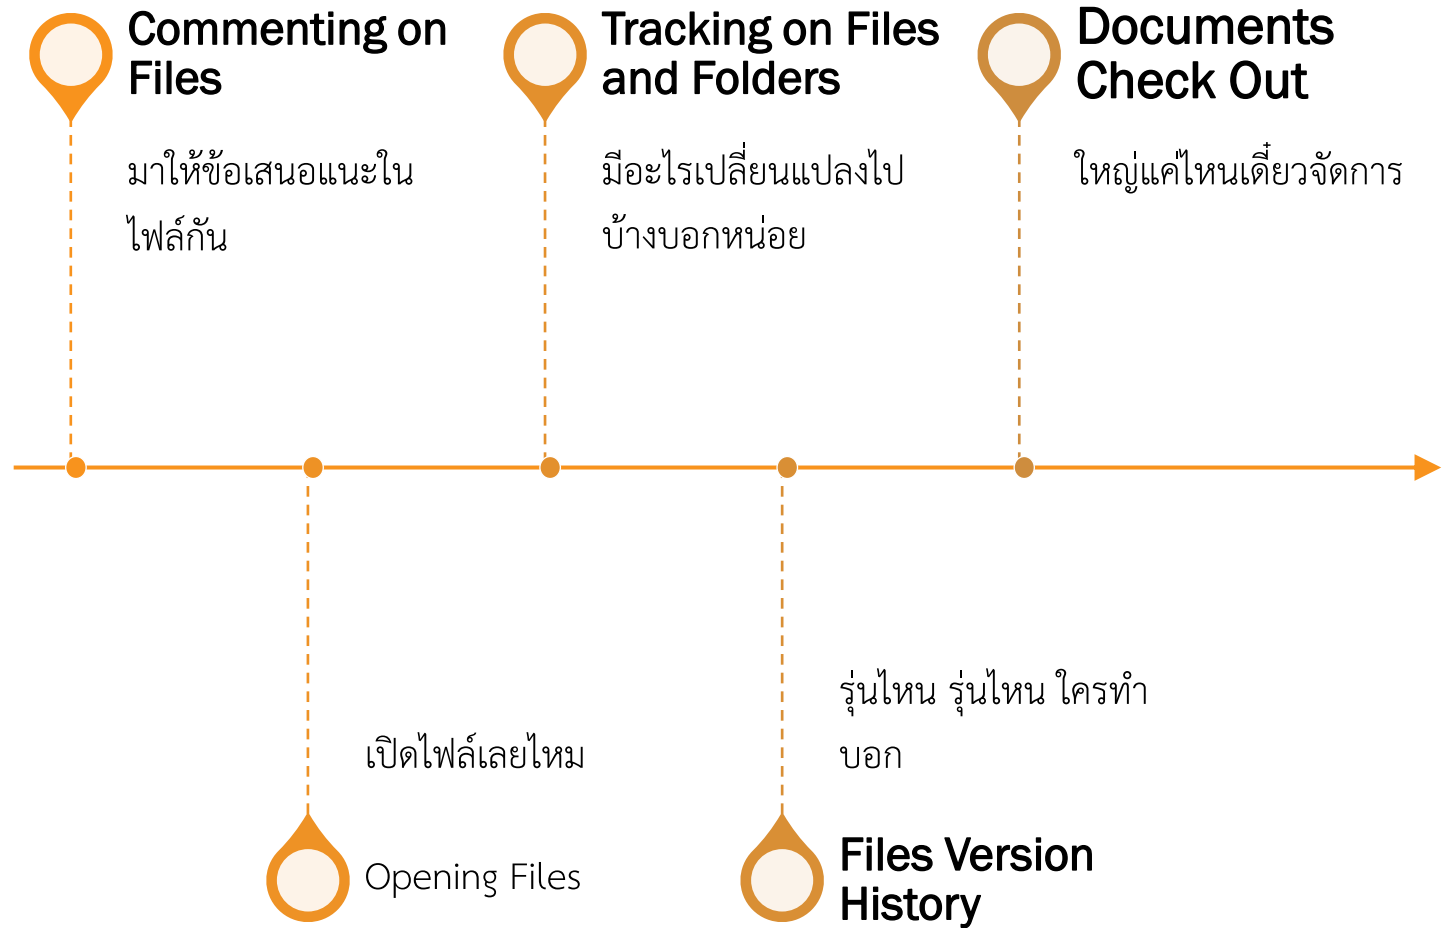 Commenting on
Files
มาให้ข้อเสนอแนะใน
ไฟล์กัน
Tracking on Files
and Folders
มีอะไรเปลี่ยนแปลงไป
บ้างบอกหน่อย
Documents
Check Out
ใหญ่แค่ไหนเดี๋ยวจัดการ
เปิดไฟล์เลยไหม
Opening Files
รุ่นไหน รุ่นไหน ใครทำ
บอก
Files Version
History